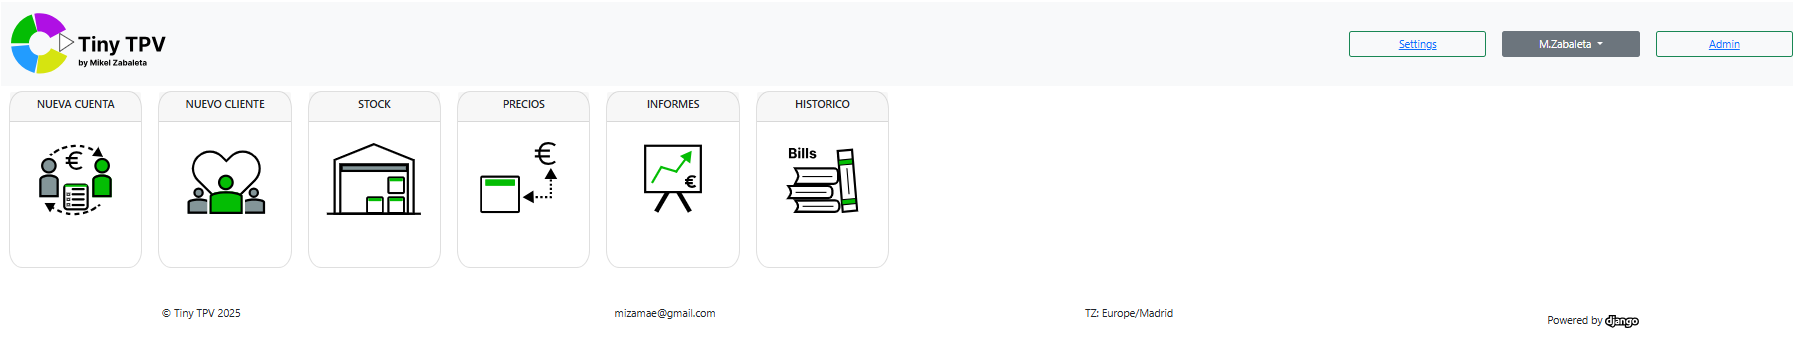 Tiny TPV
by Mikel Zabaleta
Settings
M.Zabaleta
Admin
NUEVA CUENTA
NUEVO CLIENTE
STOCK
PRECIOS
INFORMES
HISTORICO
€
€
€
Bills
© Tiny TPV 2025
mizamae@gmail.com
TZ: Europe/Madrid
Powered by django